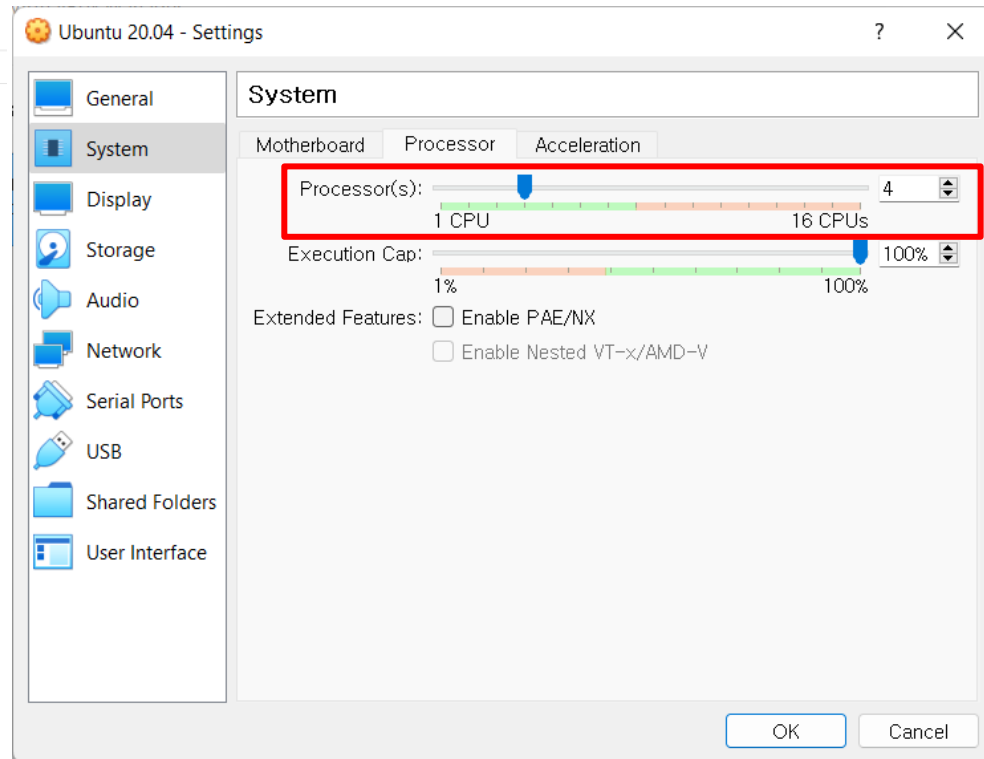 Ubuntu 20.04 - Settings
?
General
System
Display
Storage
Audio
Network
Serial Ports
USB
Shared Folders
User Interface
System
Motherboard Processor Acceleration
Processor(s): 4
1 CPU 16 CPUs
Execution Cap: 100%
1% 100%
Extended Features: Enable PAE/NX
Enable Nested VT-x/AMD-V
OK Cancel